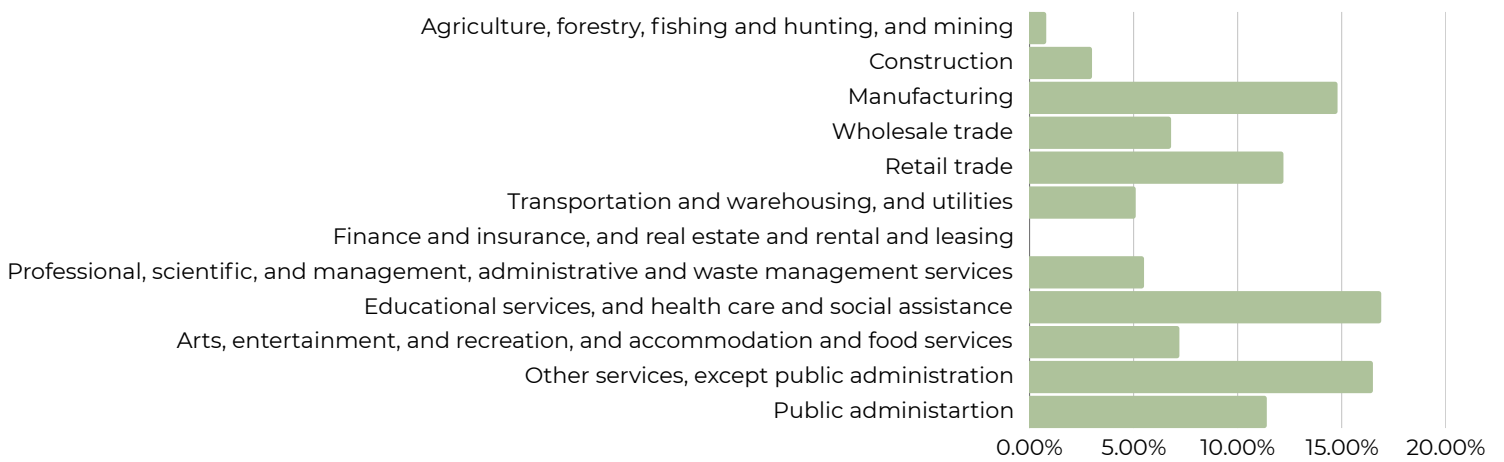 Agriculture, forestry, fishing and hunting, and mining
Construction
Manufacturing
Wholesale trade
Retail trade
Transportation and warehousing, and utilities
Finance and insurance, and real estate and rental and leasing
Professional, scientific, and management, administrative and waste management services
Educational services, and health care and social assistance
Arts, entertainment, and recreation, and accommodation and food services
Other services, except public administration
Public administartion
0.00% 5.00% 10.00% 15.00% 20.00%